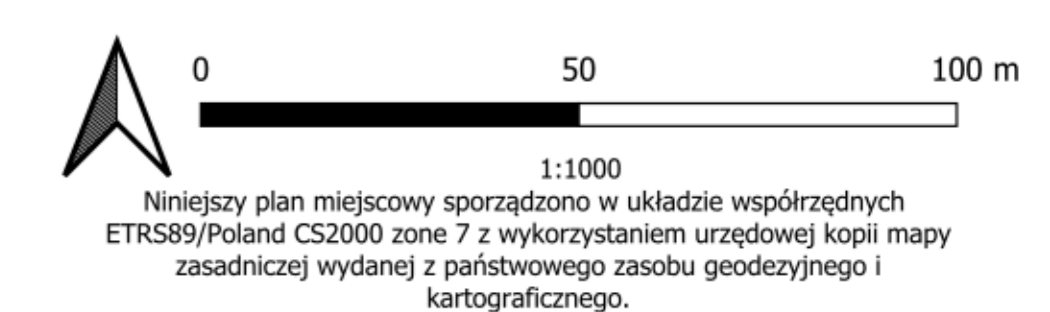 0 50 100 m
1:1000
Niniejszy plan miejscowy sporządzono w układzie współrzędnych
ETRS89/Poland CS2000 zone 7 z wykorzystaniem urzędowej kopii mapy
zasadniczej wydanej z państwowego zasobu geodezyjnego i
kartograficznego.